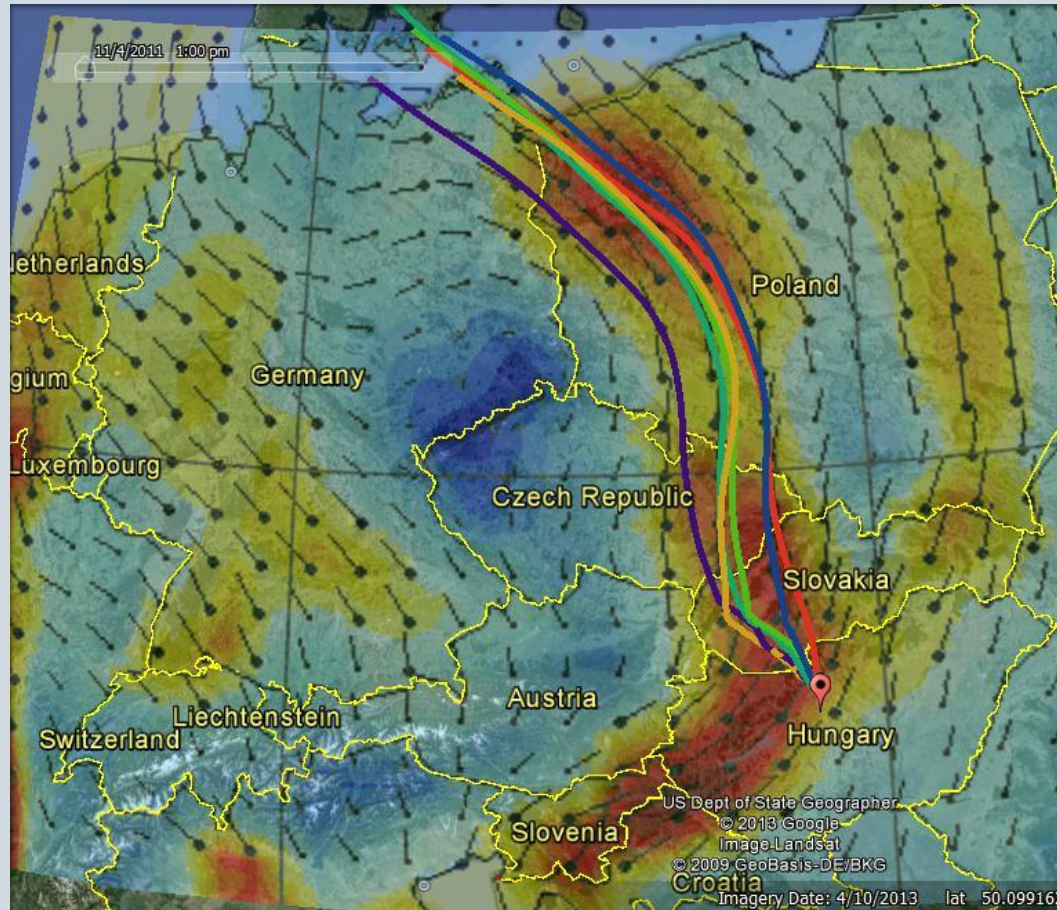 11/4/2011 1:00 pm
Netherlands
Poland
Germany
gium
Luxembourg
Czech Republic
Slovakia
Austria
Liechtenstein
Switzerland
Hungary
US Dept of State Geographer
© 2013 Google
Image Landsat
© 2009 GeoBasis-DE/BKG
Slovenia
Croatia
Imagery Date: 4/10/2013 lat 50.09916